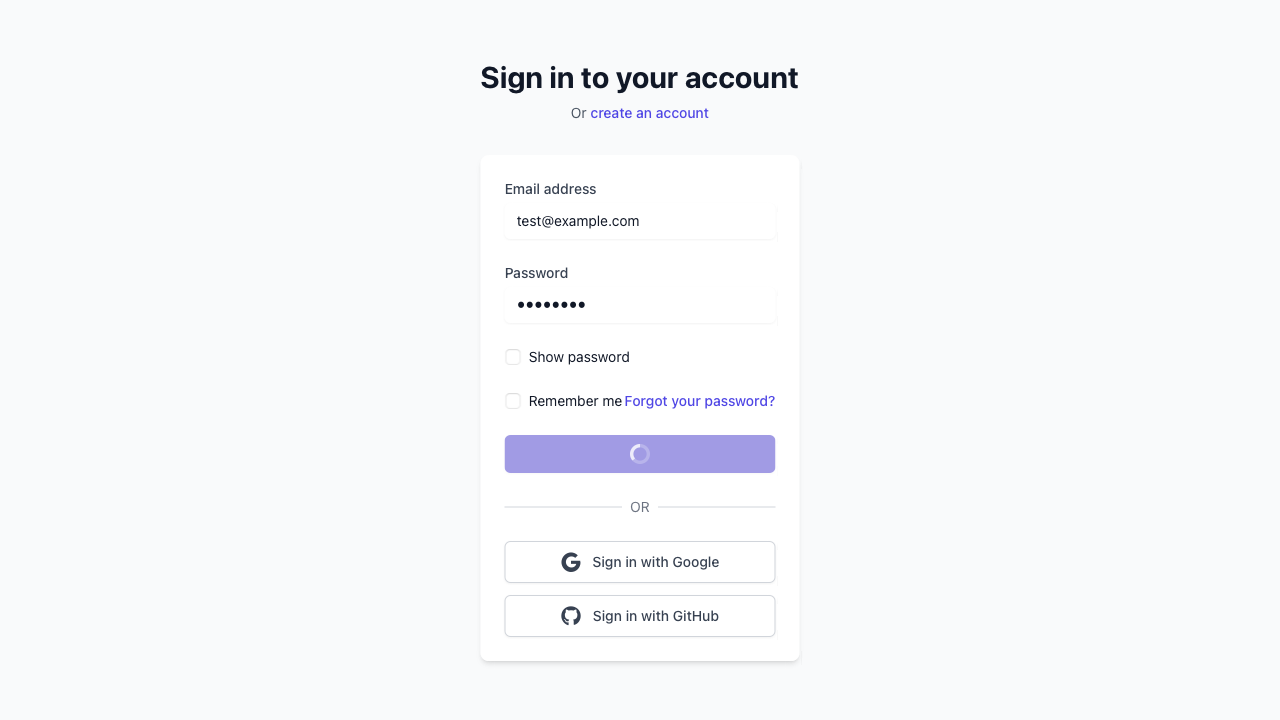 Sign in to your account
Or create an account
Email address
test@example.com
Password
••••••••
Show password
Remember me Forgot your password?
OR
Sign in with Google
Sign in with GitHub